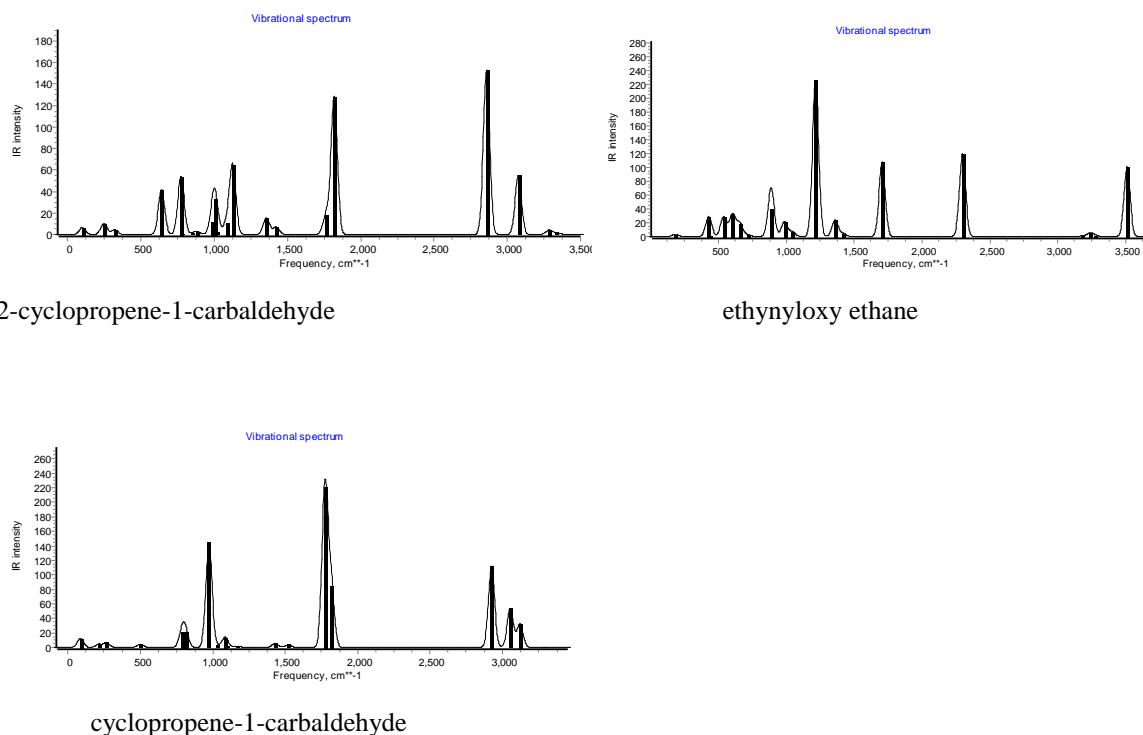 Vibrational spectrum
180
160
140
120
100
80
60
40
20
0
IR intensity
0 500 1,000 1,500 2,000 2,500 3,000 3,500
Frequency, cm**-1
2-cyclopropene-1-carbaldehyde
Vibrational spectrum
280
260
240
220
200
180
160
140
120
100
80
60
40
20
0
IR intensity
500 1,000 1,500 2,000 2,500 3,000 3,500
Frequency, cm**-1
ethynyloxy ethane
Vibrational spectrum
260
240
220
200
180
160
140
120
100
80
60
40
20
0
IR intensity
0 500 1,000 1,500 2,000 2,500 3,000
Frequency, cm**-1
cyclopropene-1-carbaldehyde